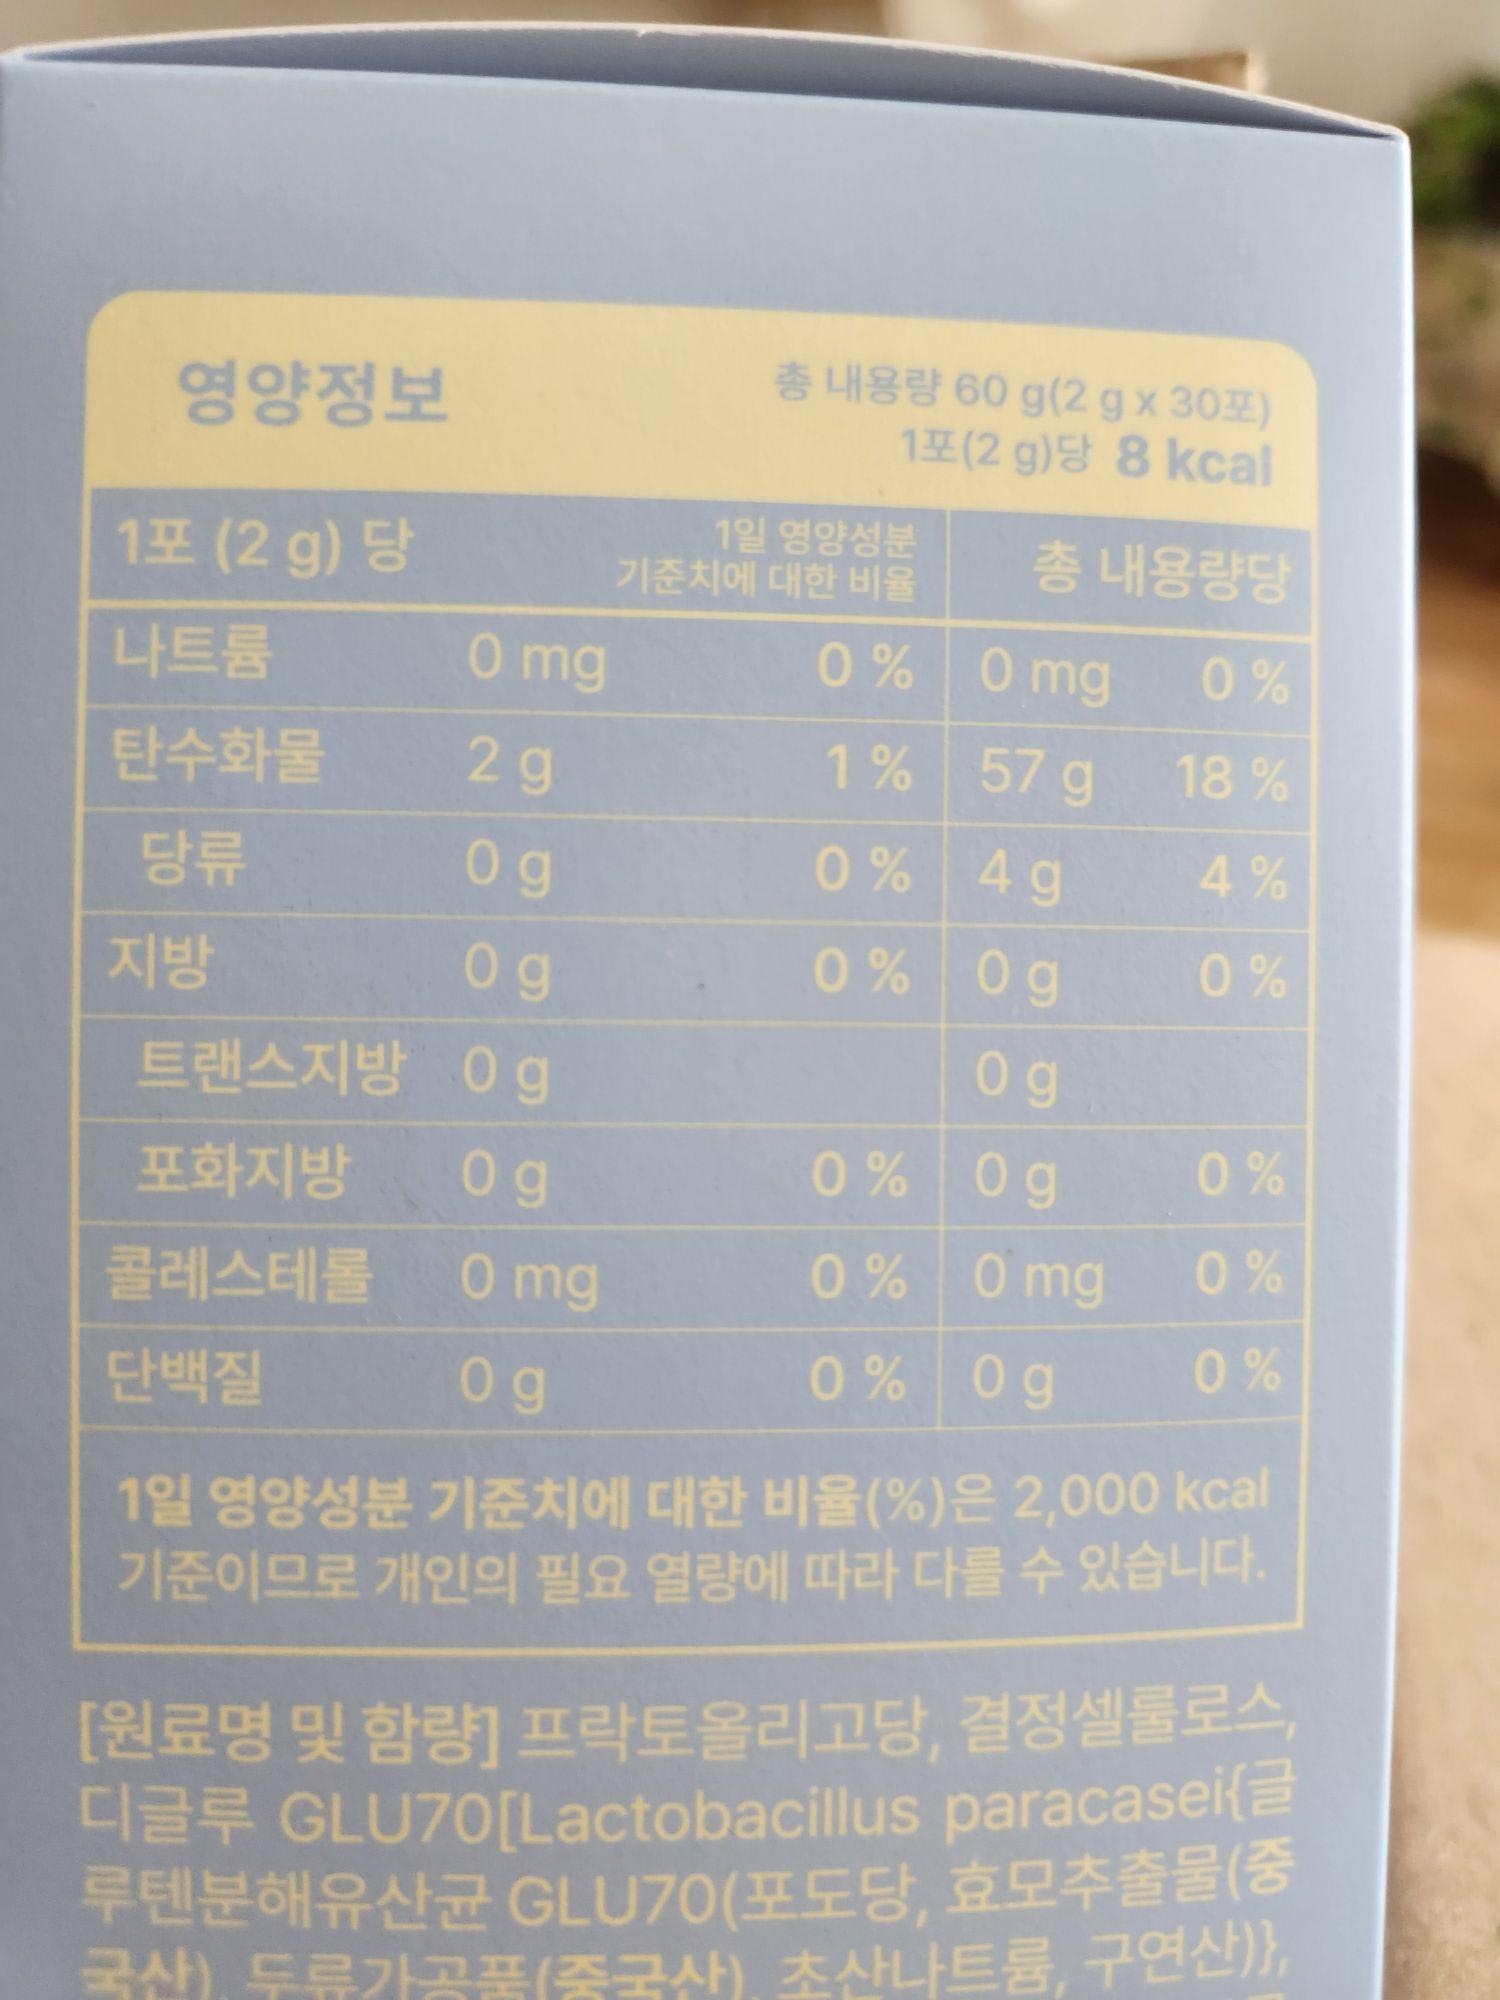 영양정보
총 내용량 60 g(2 g x 30포)
1포(2 g)당 8 kcal
1포 (2 g) 당 1일 영양성분 기준치에 대한 비율 총 내용량당
나트륨 0 mg 0 % 0 mg 0 %
탄수화물 2 g 1 % 57 g 18 %
당류 0 g 0 % 4 g 4 %
지방 0 g 0 % 0 g 0 %
트랜스지방 0 g 0 g
포화지방 0 g 0 % 0 g 0 %
콜레스테롤 0 mg 0 % 0 mg 0 %
단백질 0 g 0 % 0 g 0 %
1일 영양성분 기준치에 대한 비율(%)은 2,000 kcal
기준이므로 개인의 필요 열량에 따라 다를 수 있습니다.
[원료명 및 함량] 프락토올리고당, 결정셀룰로스,
디글루 GLU70[Lactobacillus paracasei{글
루텐분해유산균 GLU70(포도당, 효모추출물(중
국산), 두류가공품(중국산), 초산나트륨, 구연산)},